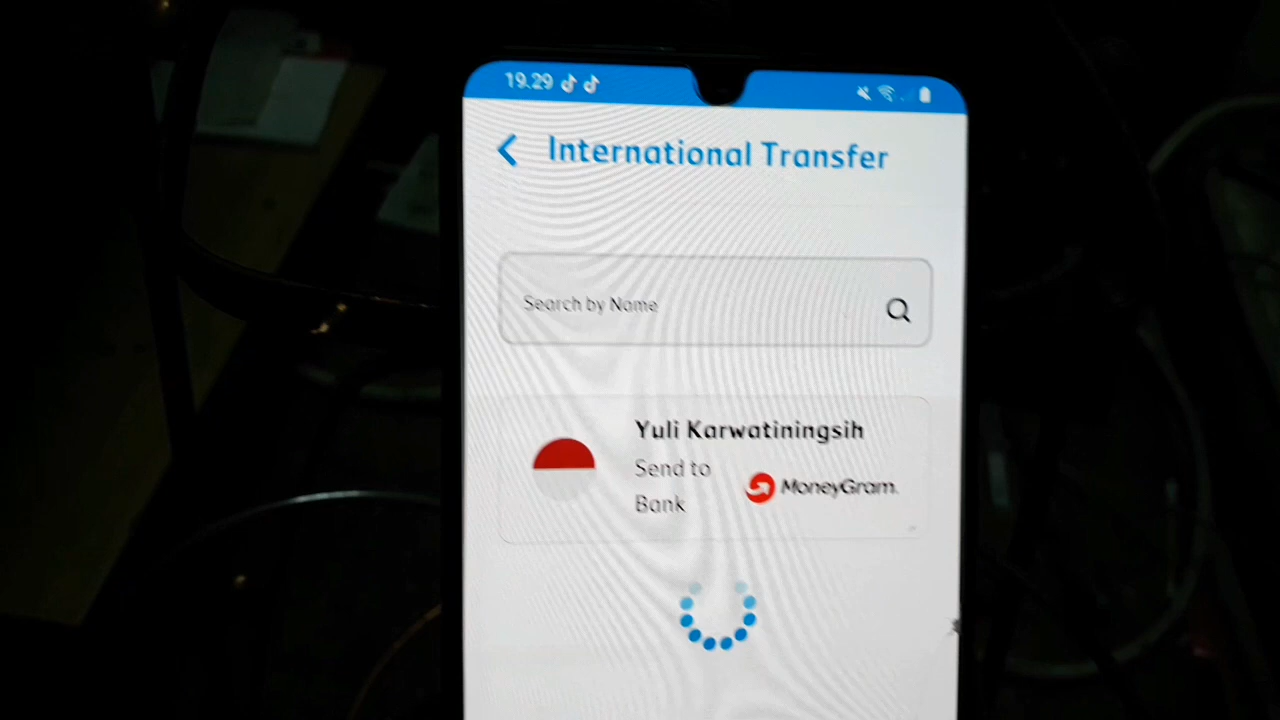 19.29
International Transfer
Search by Name
Yuli Karwatiningsih
Send to
Bank
MoneyGram.